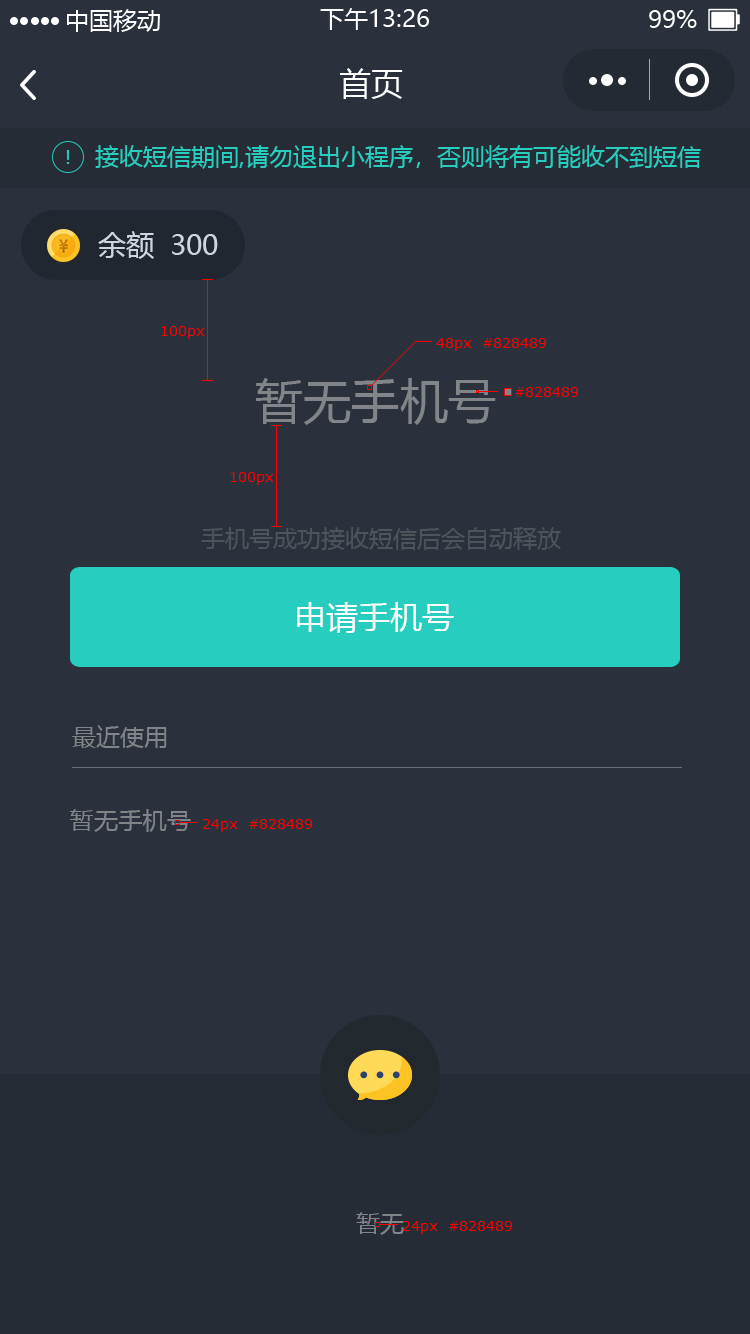 中国移动 下午13:26 99%
首页
接收短信期间,请勿退出小程序，否则将有可能收不到短信
余额 300
100px
48px #828489
暂无手机号
#828489
100px
手机号成功接收短信后会自动释放
申请手机号
最近使用
暂无手机号 24px #828489
暂无 24px #828489